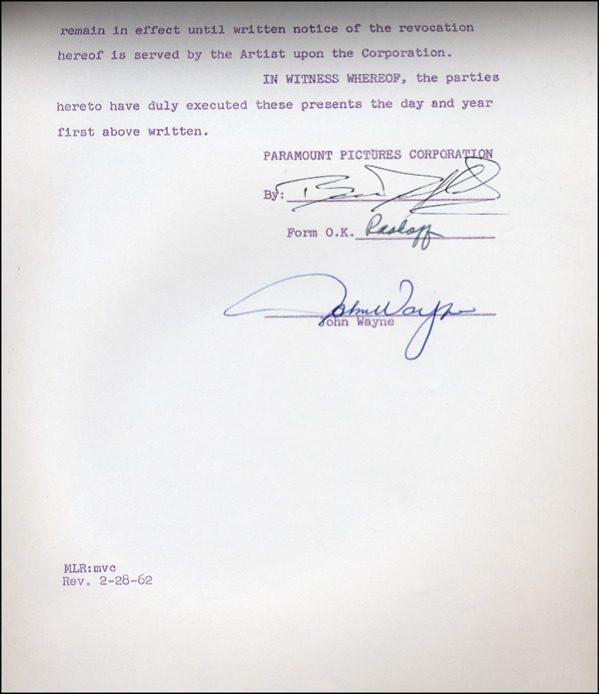 remain in effect until written notice of the revocation
hereof is served by the Artist upon the Corporation.
IN WITNESS WHEREOF, the parties
hereto have duly executed these presents the day and year
first above written.
PARAMOUNT PICTURES CORPORATION
By:
Form O.K.
John Wayne
John Wayne
MLR:mvc
Rev. 2-28-62